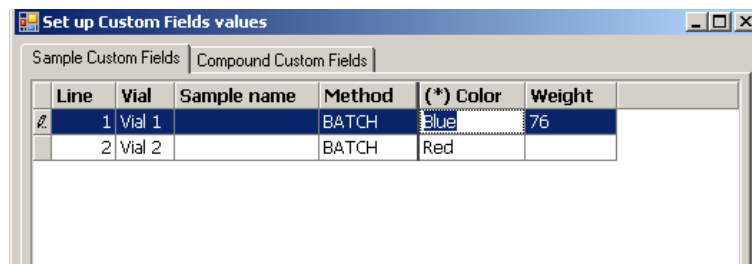 Set up Custom Fields values
Sample Custom Fields Compound Custom Fields
Line Vial Sample name Method (*) Color Weight
1 Vial 1 BATCH Blue 76
2 Vial 2 BATCH Red